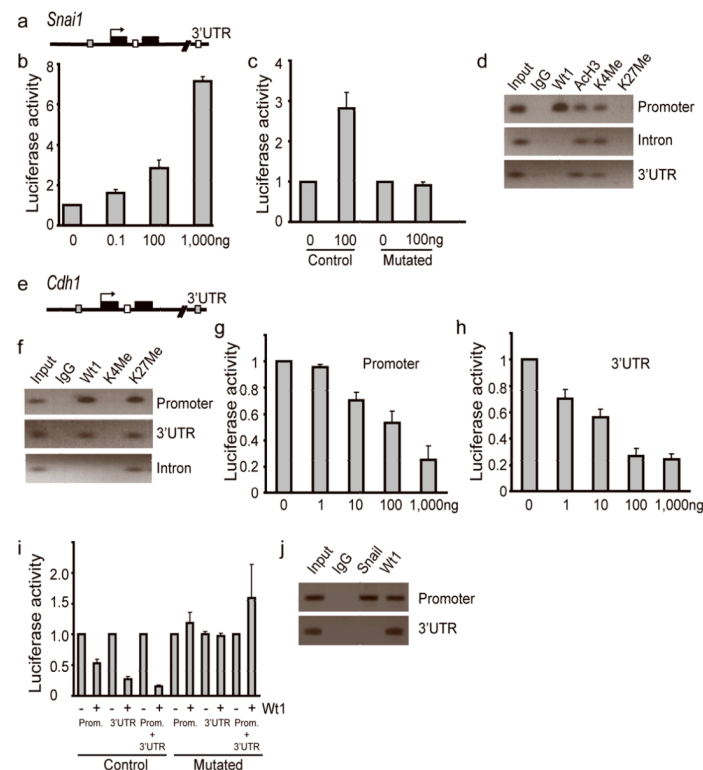 a Snai1
3'UTR
b
Luciferase activity
8
6
4
2
0
0 0.1 100 1,000ng
c
Luciferase activity
4
3
2
1
0
0 100 0 100ng
Control Mutated
d
Input IgG Wt1 AcH3 K4Me K27Me
Promoter
Intron
3'UTR
e Cdh1
3'UTR
f
Input IgG Wt1 K4Me K27Me
Promoter
3'UTR
Intron
g
Luciferase activity
Promoter
1
0.8
0.6
0.4
0.2
0
0 1 10 100 1,000ng
h
Luciferase activity
3'UTR
1
0.8
0.6
0.4
0.2
0
0 1 10 100 1,000ng
i
Luciferase activity
2.0
1.5
1.0
0.5
0
- + - + - + - + - + - + Wt1
Prom. 3'UTR Prom. Prom. 3'UTR Prom.
+ +
3'UTR 3'UTR
Control Mutated
j
Input IgG Snail Wt1
Promoter
3'UTR